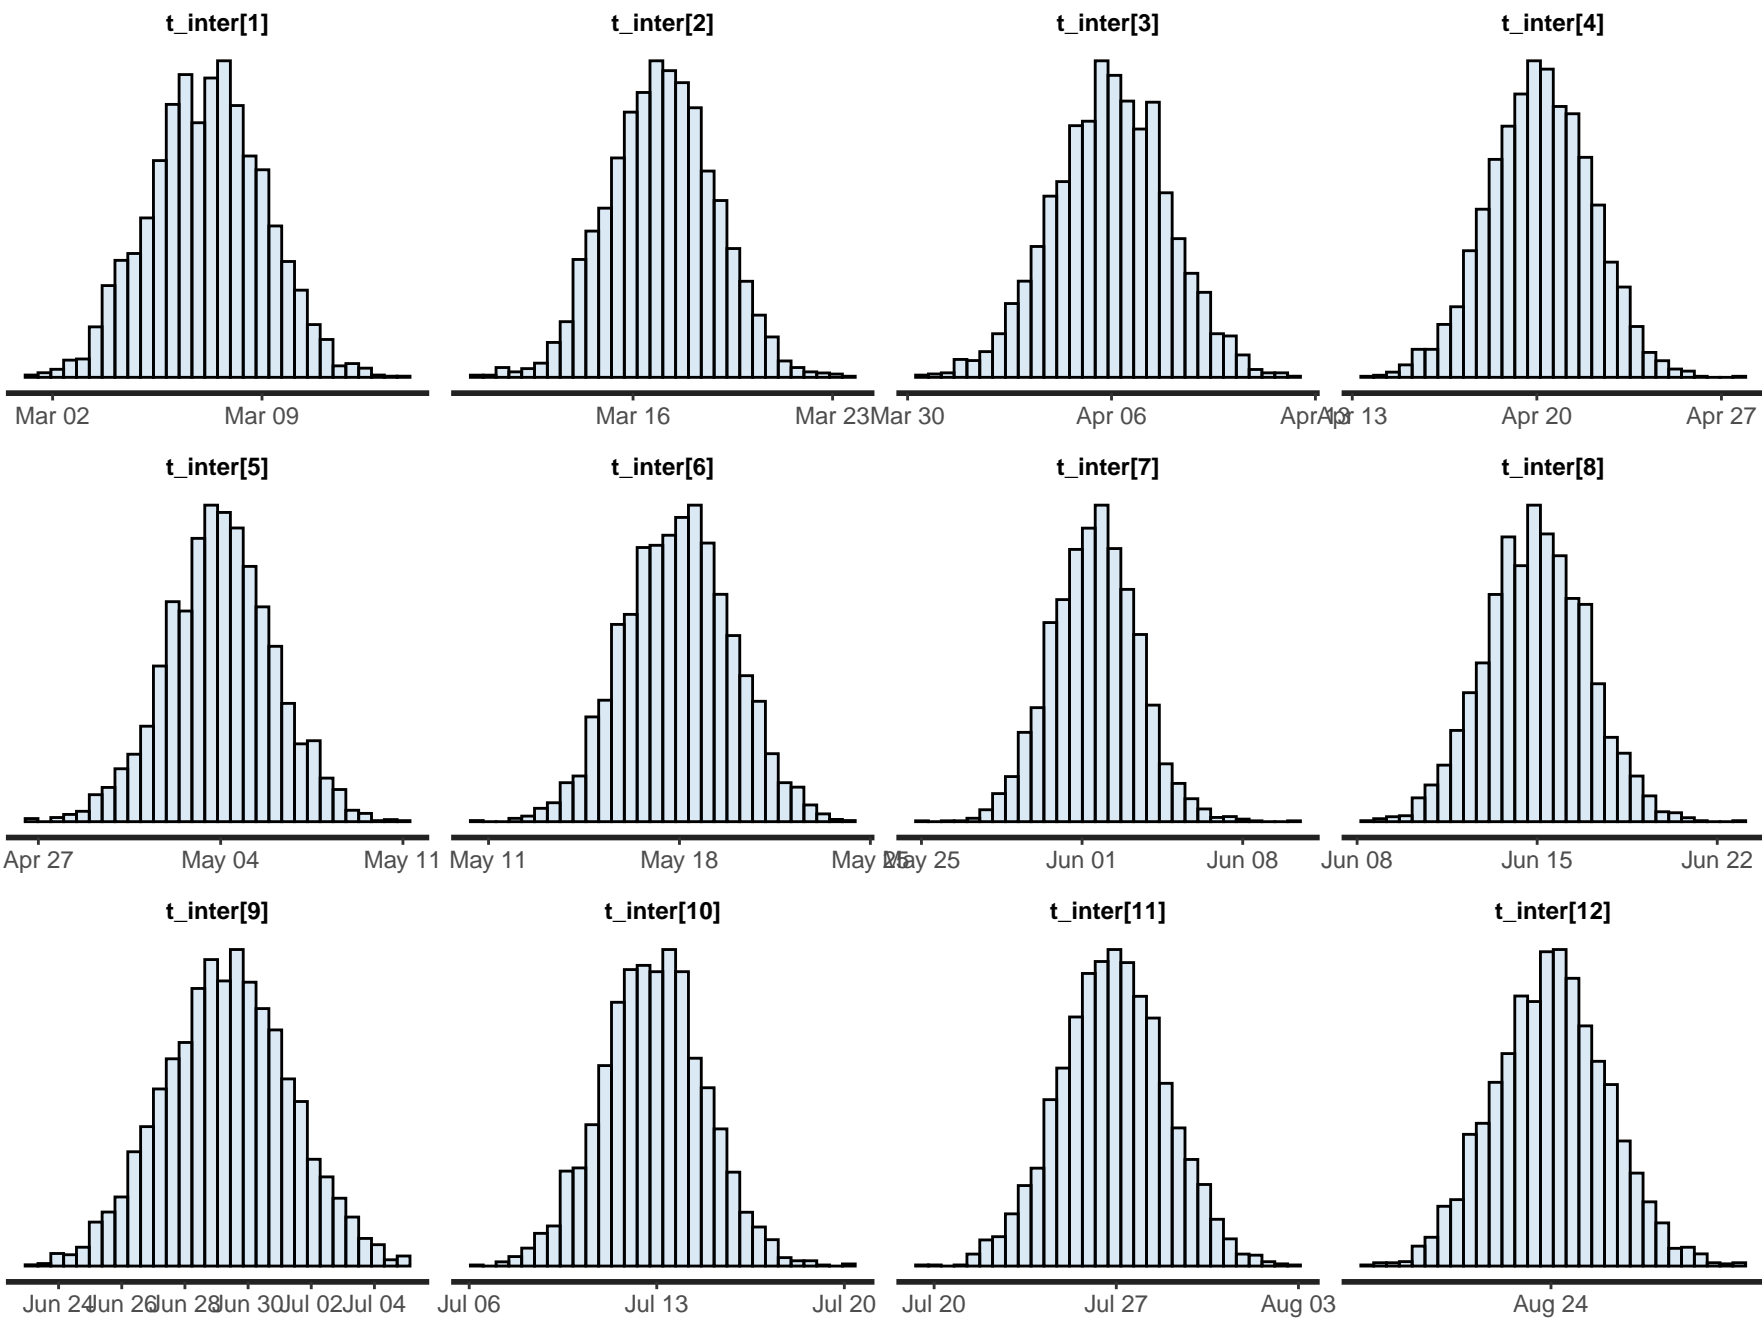 t_inter[1] t_inter[2] t_inter[3] t_inter[4]
Mar 02 Mar 09 Mar 16 Mar 23 Mar 30 Apr 06 Apr 13 Apr 13 Apr 20 Apr 27
t_inter[5] t_inter[6] t_inter[7] t_inter[8]
Apr 27 May 04 May 11 May 11 May 18 May 25 May 25 Jun 01 Jun 08 Jun 08 Jun 15 Jun 22
t_inter[9] t_inter[10] t_inter[11] t_inter[12]
Jun 24 Jun 26 Jun 28 Jun 30 Jul 02 Jul 04 Jul 06 Jul 13 Jul 20 Jul 20 Jul 27 Aug 03 Aug 24